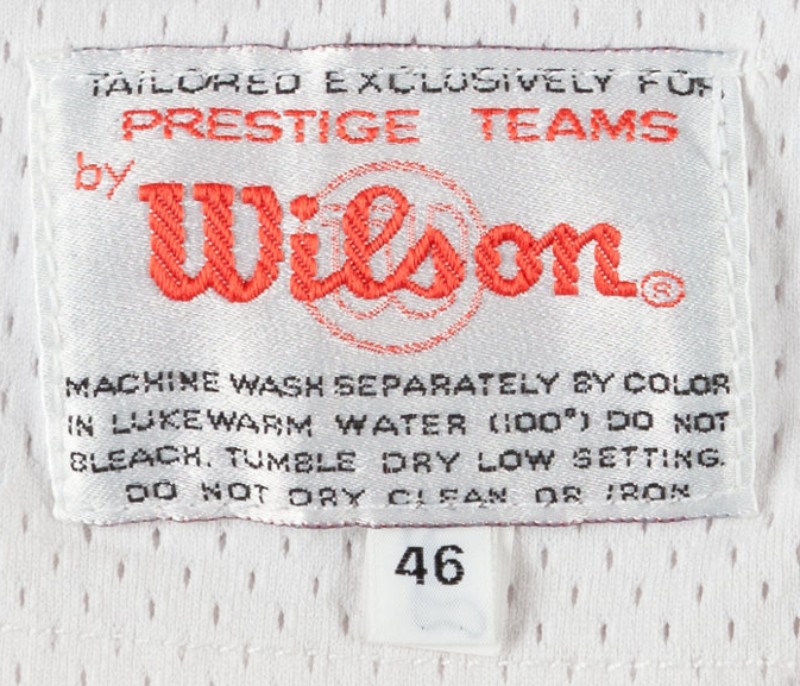 TAILORED EXCLUSIVELY FOR
PRESTIGE TEAMS
by
Wilson ®
MACHINE WASH SEPARATELY BY COLOR
IN LUKEWARM WATER (100°) DO NOT
BLEACH. TUMBLE DRY LOW SETTING.
DO NOT DRY CLEAN OR IRON
46